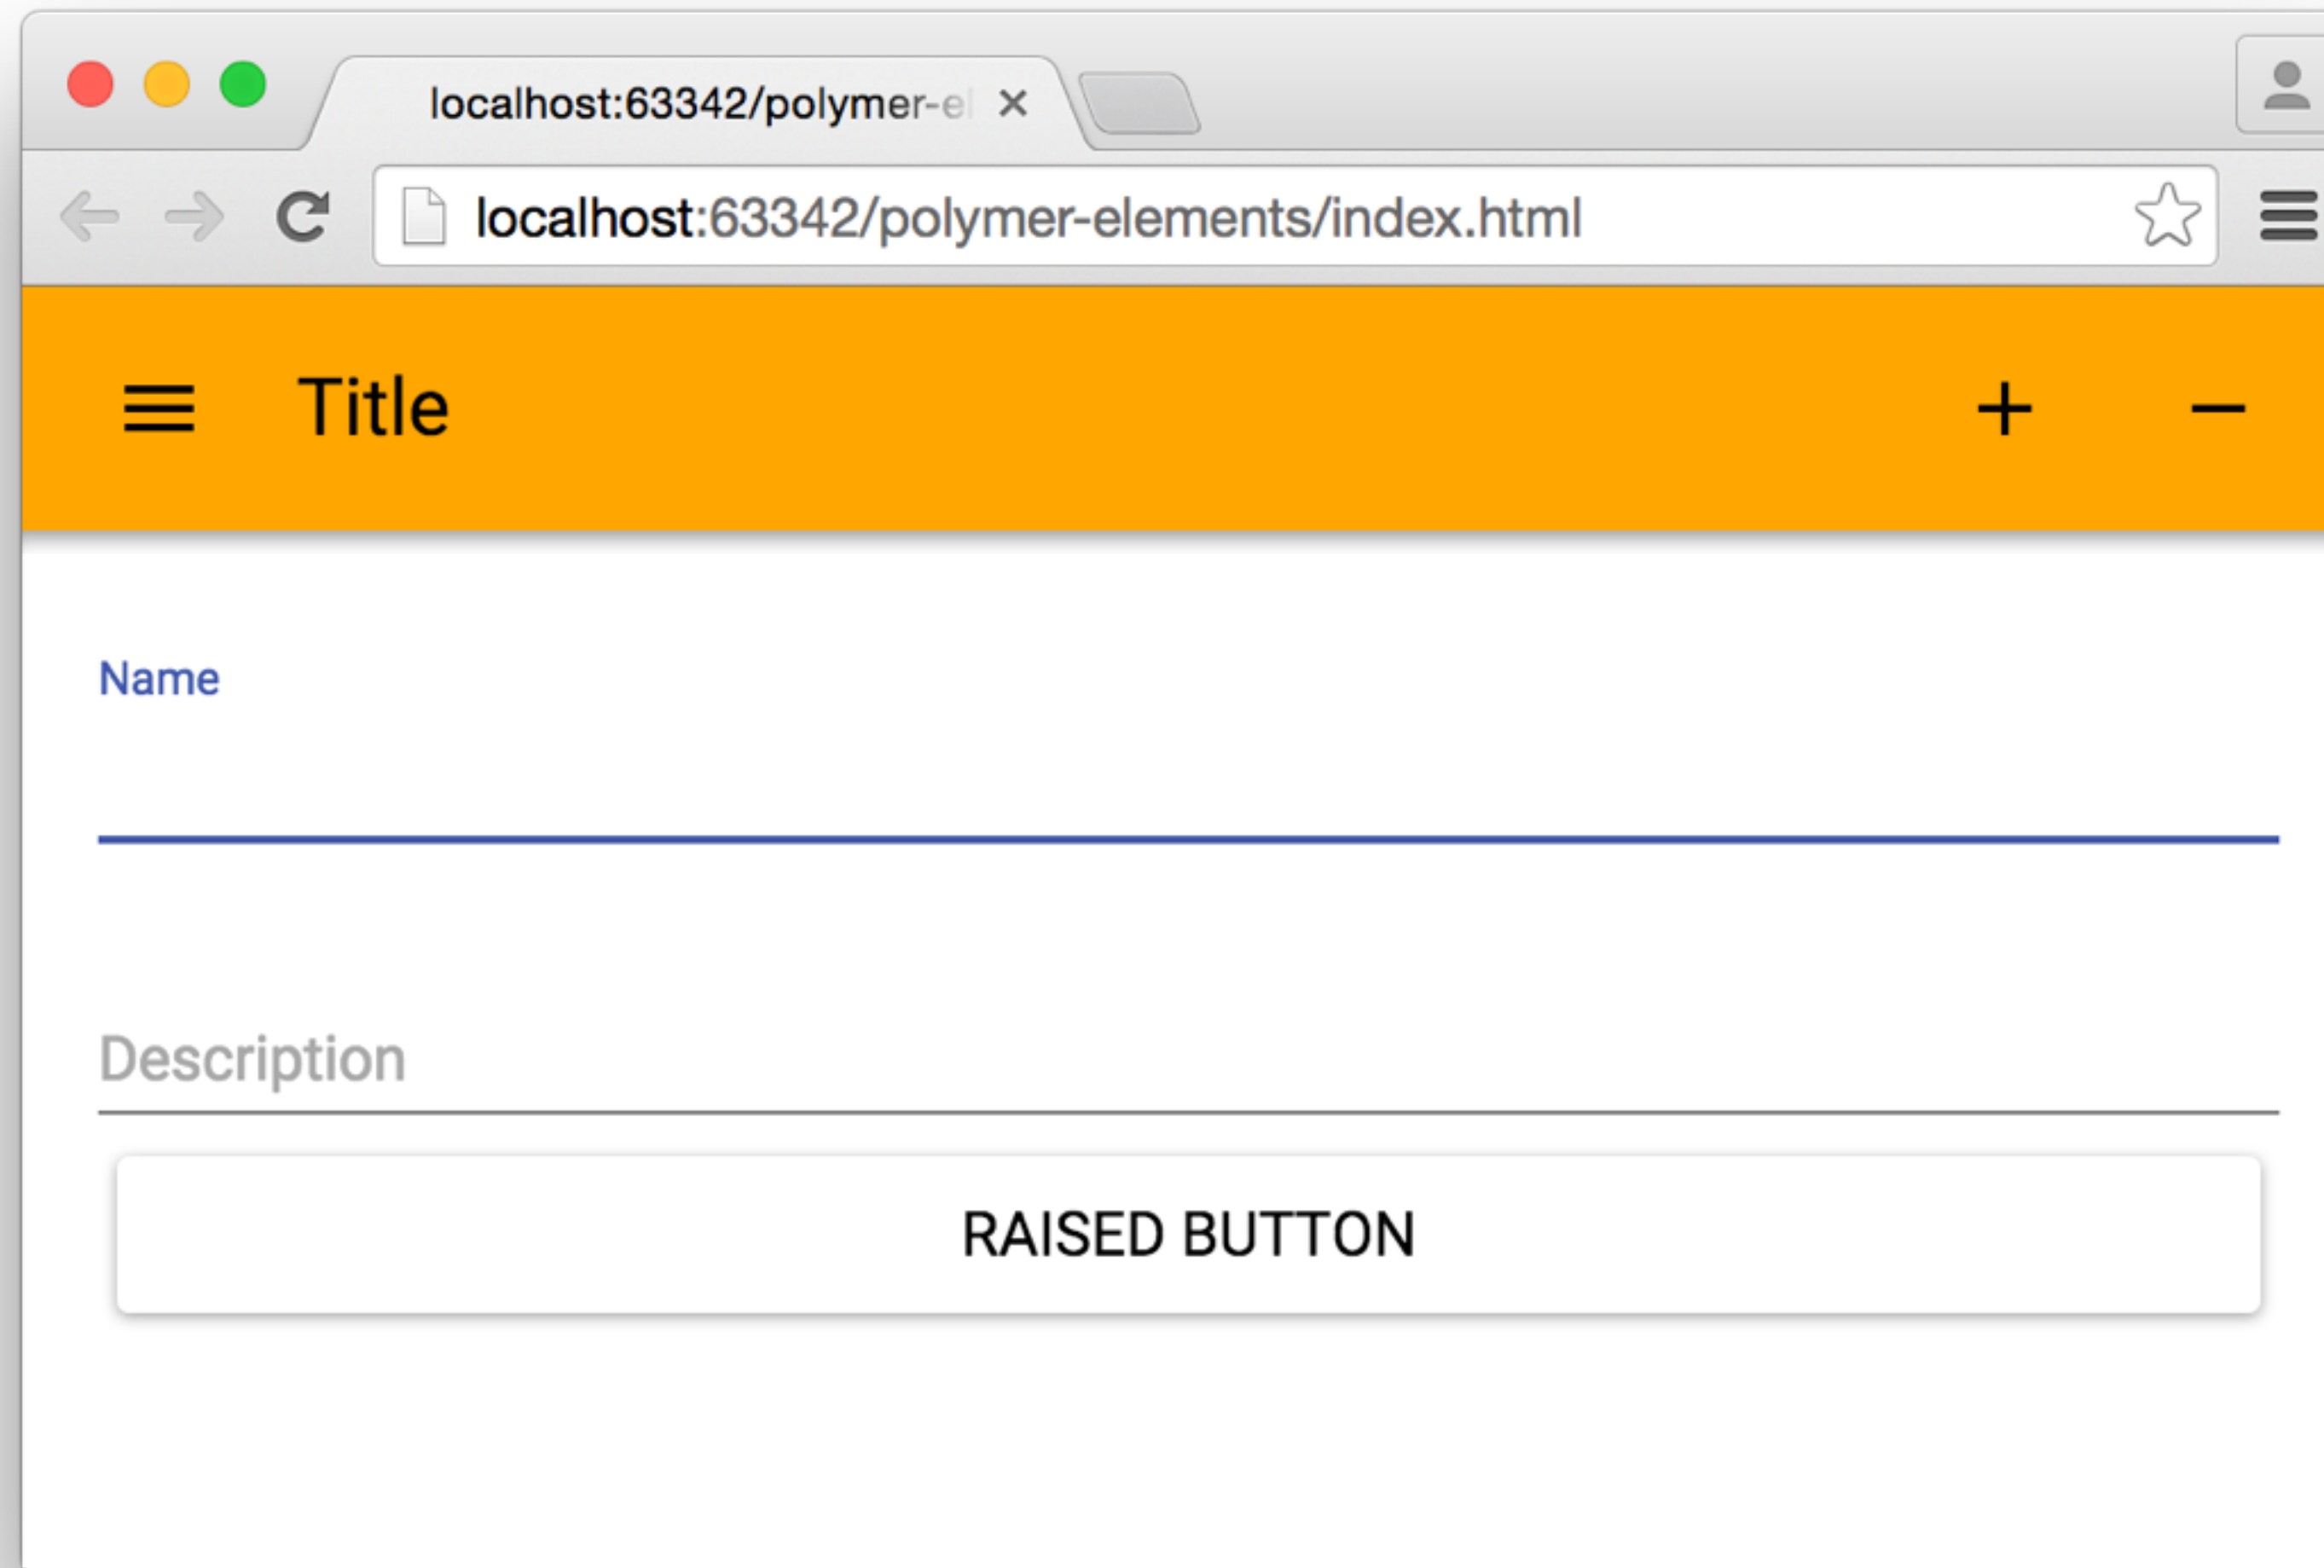 localhost:63342/polymer-el
localhost:63342/polymer-elements/index.html
Title
Name
Description
RAISED BUTTON